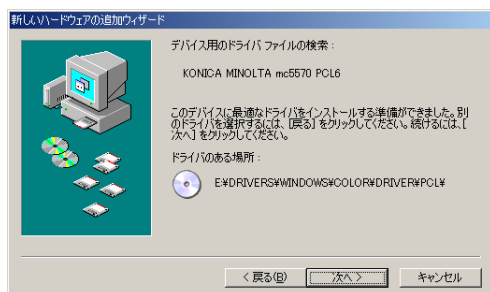 新しいハードウェアの追加ウィザード
デバイス用のドライバ ファイルの検索 :
KONICA MINOLTA mc5570 PCL6
このデバイスに最適なドライバをインストールする準備ができました。別
のドライバを選択するには、[戻る] をクリックしてください。続けるには、[
次へ] をクリックしてください。
ドライバのある場所 :
E:¥DRIVERS¥WINDOWS¥COLOR¥DRIVER¥PCL¥
< 戻る(B)
次へ >
キャンセル